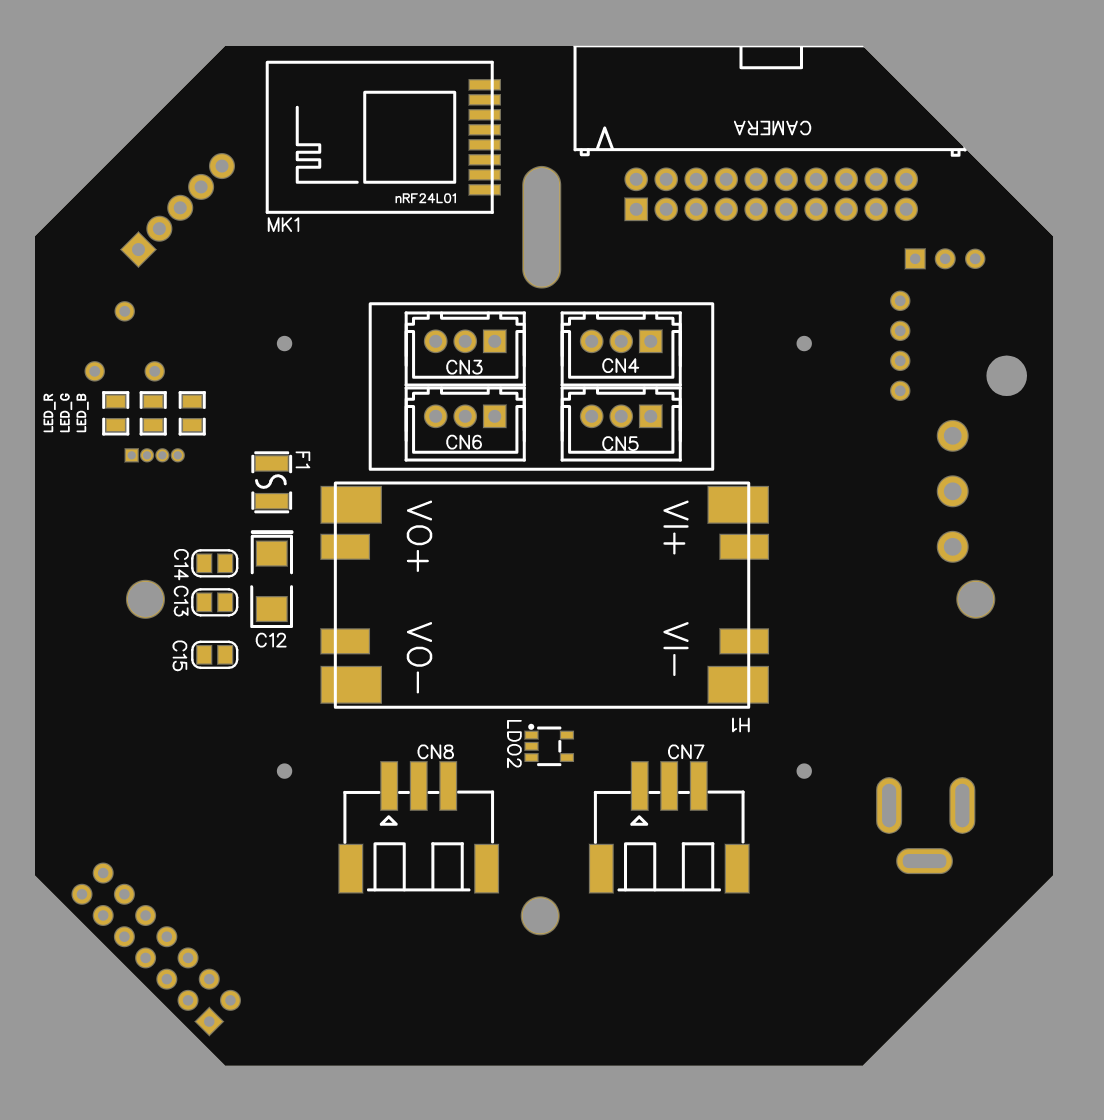 CAMERA
nRF24L01
MK1
CN3
CN4
LED_R
LED_G
LED_B
CN6
CN5
F1
VO+
VI+
C14
C13
C12
C15
VO-
VI-
H1
LDO2
CN8
CN7